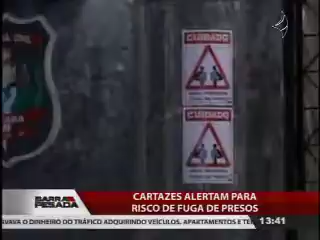 CUIDADO
CUIDADO
BARRA
PESADA
CARTAZES ALERTAM PARA
RISCO DE FUGA DE PRESOS
SAVA O DINHEIRO DO TRÁFICO ADQUIRINDO VEÍCULOS, APARTAMENTOS E TE
13:41